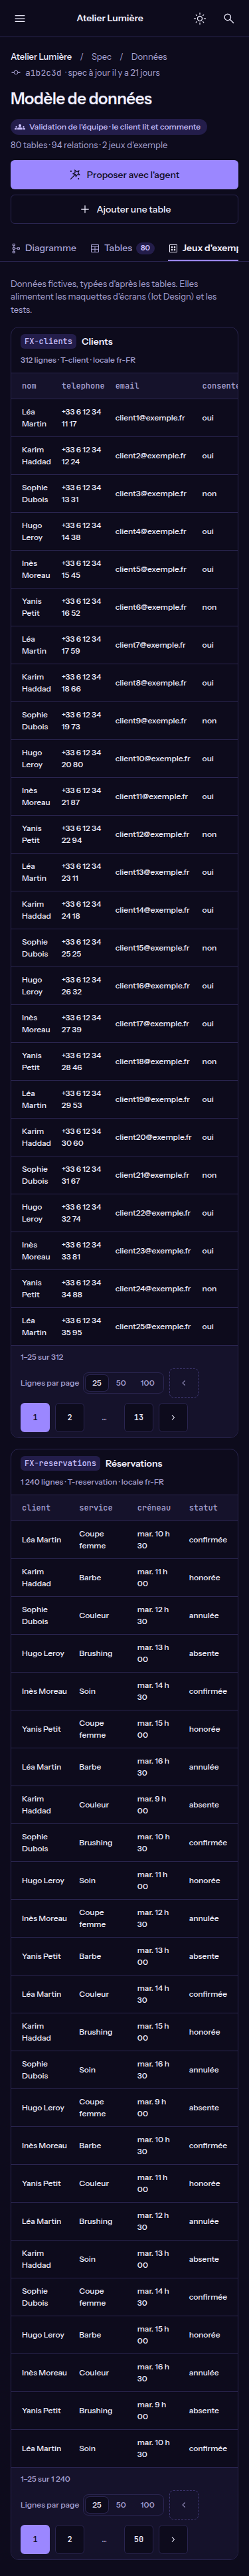 Atelier Lumière
Atelier Lumière / Spec / Données
a1b2c3d · spec à jour il y a 21 jours
Modèle de données
Validation de l'équipe · le client lit et commente
80 tables · 94 relations · 2 jeux d'exemple
Proposer avec l'agent
Ajouter une table
Diagramme Tables 80 Jeux d'exemp
Données fictives, typées d'après les tables. Elles
alimentent les maquettes d'écrans (lot Design) et les
tests.
FX-clients Clients
312 lignes · T-client · locale fr-FR
nom telephone email consente
Léa Martin +33 6 12 34 11 17 client1@exemple.fr oui
Karim Haddad +33 6 12 34 12 24 client2@exemple.fr oui
Sophie Dubois +33 6 12 34 13 31 client3@exemple.fr non
Hugo Leroy +33 6 12 34 14 38 client4@exemple.fr oui
Inès Moreau +33 6 12 34 15 45 client5@exemple.fr oui
Yanis Petit +33 6 12 34 16 52 client6@exemple.fr non
Léa Martin +33 6 12 34 17 59 client7@exemple.fr oui
Karim Haddad +33 6 12 34 18 66 client8@exemple.fr oui
Sophie Dubois +33 6 12 34 19 73 client9@exemple.fr non
Hugo Leroy +33 6 12 34 20 80 client10@exemple.fr oui
Inès Moreau +33 6 12 34 21 87 client11@exemple.fr oui
Yanis Petit +33 6 12 34 22 94 client12@exemple.fr non
Léa Martin +33 6 12 34 23 11 client13@exemple.fr oui
Karim Haddad +33 6 12 34 24 18 client14@exemple.fr oui
Sophie Dubois +33 6 12 34 25 25 client15@exemple.fr non
Hugo Leroy +33 6 12 34 26 32 client16@exemple.fr oui
Inès Moreau +33 6 12 34 27 39 client17@exemple.fr oui
Yanis Petit +33 6 12 34 28 46 client18@exemple.fr non
Léa Martin +33 6 12 34 29 53 client19@exemple.fr oui
Karim Haddad +33 6 12 34 30 60 client20@exemple.fr oui
Sophie Dubois +33 6 12 34 31 67 client21@exemple.fr non
Hugo Leroy +33 6 12 34 32 74 client22@exemple.fr oui
Inès Moreau +33 6 12 34 33 81 client23@exemple.fr oui
Yanis Petit +33 6 12 34 34 88 client24@exemple.fr non
Léa Martin +33 6 12 34 35 95 client25@exemple.fr oui
1–25 sur 312
Lignes par page 25 50 100
1 2 … 13
FX-reservations Réservations
1 240 lignes · T-reservation · locale fr-FR
client service créneau statut
Léa Martin Coupe femme mar. 10 h 30 confirmée
Karim Haddad Barbe mar. 11 h 00 honorée
Sophie Dubois Couleur mar. 12 h 30 annulée
Hugo Leroy Brushing mar. 13 h 00 absente
Inès Moreau Soin mar. 14 h 30 confirmée
Yanis Petit Coupe femme mar. 15 h 00 honorée
Léa Martin Barbe mar. 16 h 30 annulée
Karim Haddad Couleur mar. 9 h 00 absente
Sophie Dubois Brushing mar. 10 h 30 confirmée
Hugo Leroy Soin mar. 11 h 00 honorée
Inès Moreau Coupe femme mar. 12 h 30 annulée
Yanis Petit Barbe mar. 13 h 00 absente
Léa Martin Couleur mar. 14 h 30 confirmée
Karim Haddad Brushing mar. 15 h 00 honorée
Sophie Dubois Soin mar. 16 h 30 annulée
Hugo Leroy Coupe femme mar. 9 h 00 absente
Inès Moreau Barbe mar. 10 h 30 confirmée
Yanis Petit Couleur mar. 11 h 00 honorée
Léa Martin Brushing mar. 12 h 30 annulée
Karim Haddad Soin mar. 13 h 00 absente
Sophie Dubois Coupe femme mar. 14 h 30 confirmée
Hugo Leroy Barbe mar. 15 h 00 honorée
Inès Moreau Couleur mar. 16 h 30 annulée
Yanis Petit Brushing mar. 9 h 00 absente
Léa Martin Soin mar. 10 h 30 confirmée
1–25 sur 1 240
Lignes par page 25 50 100
1 2 … 50